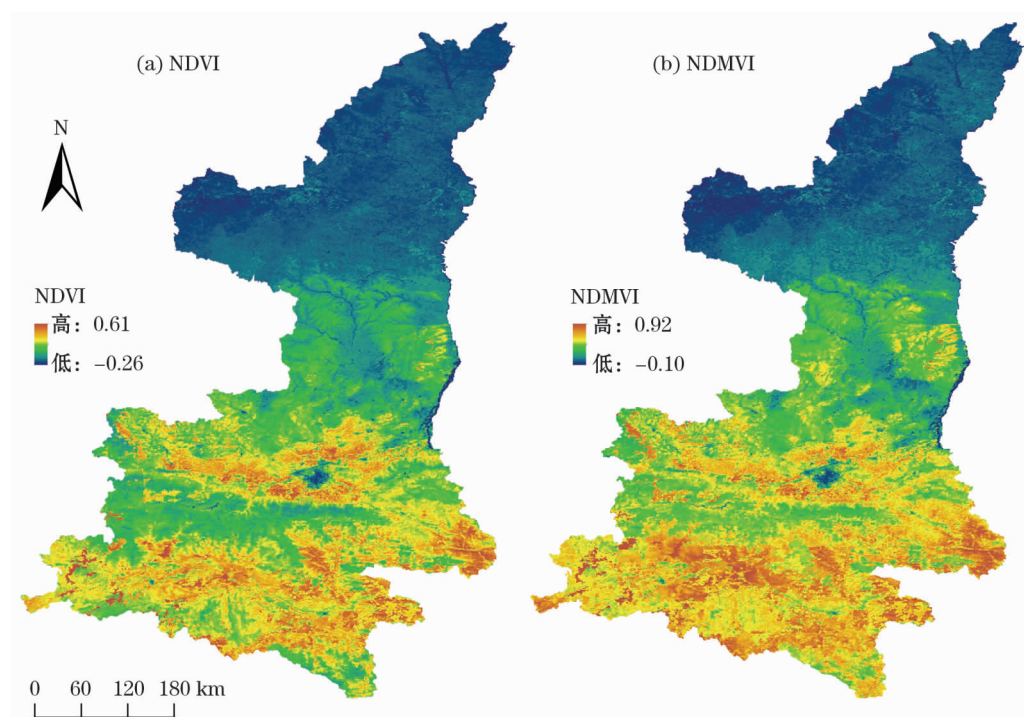 (a) NDVI
(b) NDMVI
N
NDVI
高：0.61
低：-0.26
NDMVI
高：0.92
低：-0.10
0 60 120 180 km